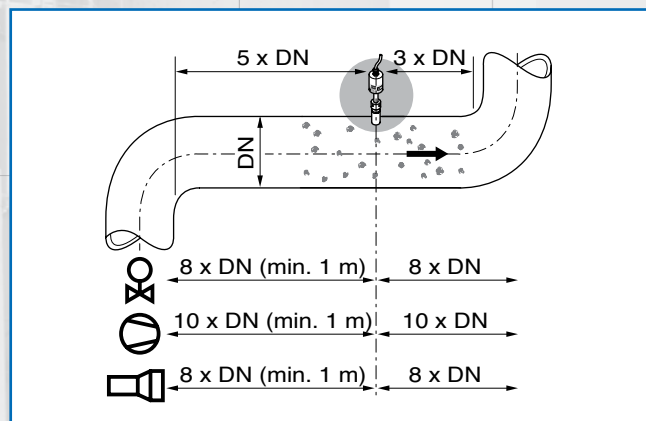 5 x DN 3 x DN
DN
8 x DN (min. 1 m) 8 x DN
10 x DN (min. 1 m) 10 x DN
8 x DN (min. 1 m) 8 x DN